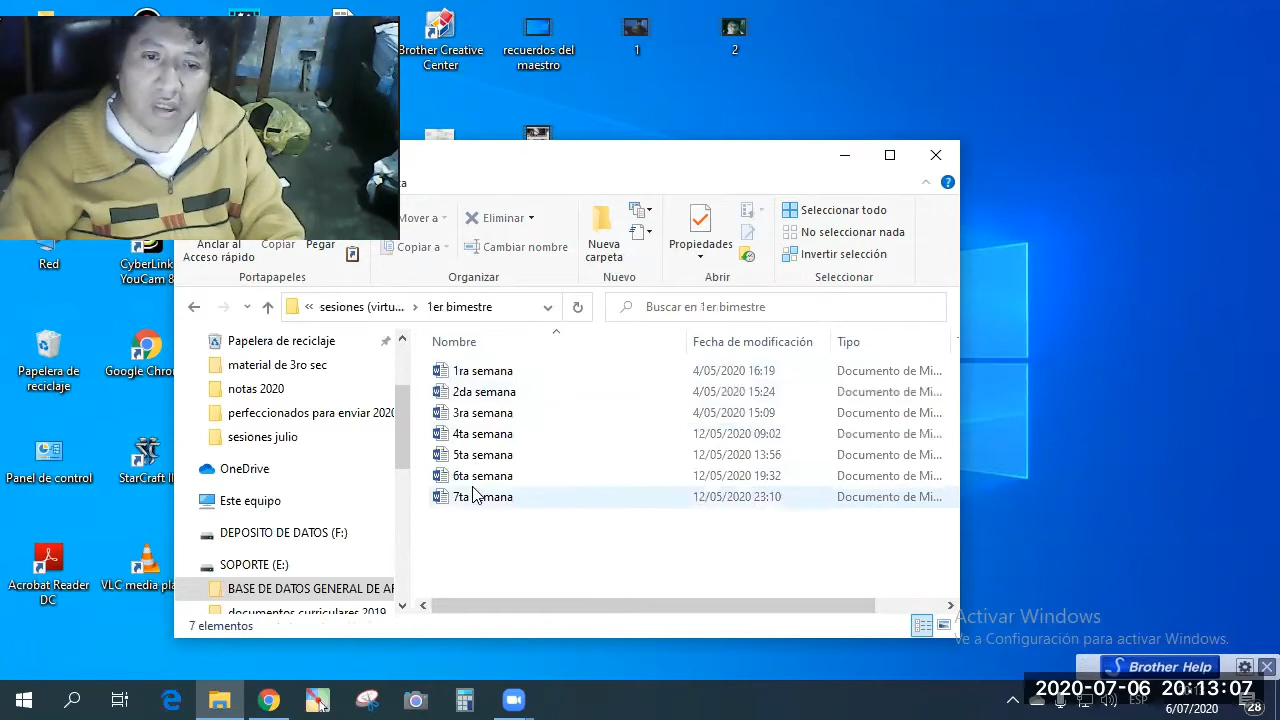 Brother Creative
Center
recuerdos del
maestro
1
2
ta
Mover a
Eliminar
Seleccionar todo
No seleccionar nada
Invertir selección
Anclar al
Acceso rápido
Copiar
Pegar
Copiar a
Cambiar nombre
Nueva
carpeta
Propiedades
Portapapeles
Organizar
Nuevo
Abrir
Seleccionar
Red
CyberLink
YouCam 8
« sesiones (virtu... › 1er bimestre
Buscar en 1er bimestre
Nombre
Fecha de modificación
Tipo
Papelera de reciclaje
material de 3ro sec
notas 2020
perfeccionados para enviar 2020
sesiones julio
OneDrive
Este equipo
DEPOSITO DE DATOS (F:)
SOPORTE (E:)
BASE DE DATOS GENERAL DE AF
documentos curriculares 2019
1ra semana 4/05/2020 16:19 Documento de Mi...
2da semana 4/05/2020 15:24 Documento de Mi...
3ra semana 4/05/2020 15:09 Documento de Mi...
4ta semana 12/05/2020 09:02 Documento de Mi...
5ta semana 12/05/2020 13:56 Documento de Mi...
6ta semana 12/05/2020 19:32 Documento de Mi...
7ta semana 12/05/2020 23:10 Documento de Mi...
7 elementos
Papelera de
reciclaje
Google Chro
Panel de control
StarCraft II
Acrobat Reader
DC
VLC media pla
Activar Windows
Ve a Configuración para activar Windows.
Brother Help
2020-07-06 20:13:07
ESP
6/07/2020
28